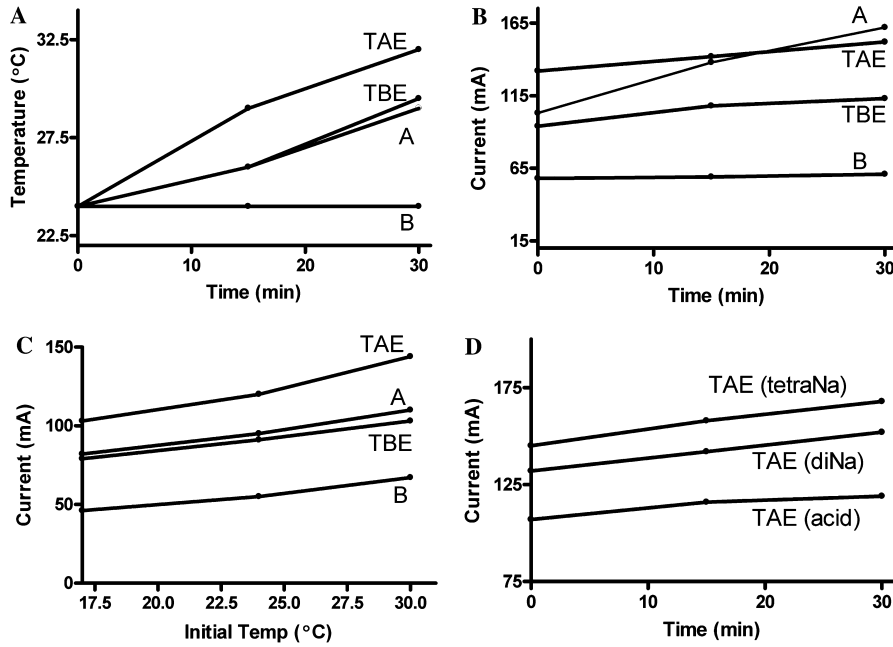 A
Temperature (°C)
32.5
27.5
22.5
TAE
TBE
A
B
0
10
20
30
Time (min)
B
Current (mA)
165
115
65
15
A
TAE
TBE
B
0
10
20
30
Time (min)
C
Current (mA)
150
100
50
0
TAE
A
TBE
B
17.5
20.0
22.5
25.0
27.5
30.0
Initial Temp (°C)
D
Current (mA)
175
125
75
TAE (tetraNa)
TAE (diNa)
TAE (acid)
0
10
20
30
Time (min)